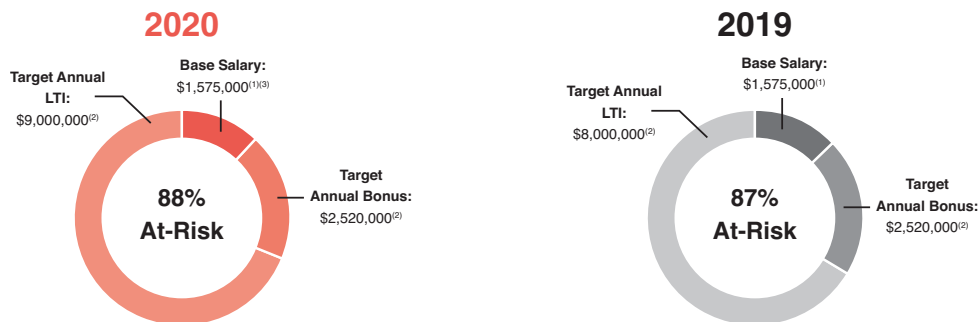 2020
Base Salary:
$1,575,000(1)(3)
Target Annual
LTI:
$9,000,000(2)
88%
At-Risk
Target
Annual Bonus:
$2,520,000(2)
2019
Base Salary:
$1,575,000(1)
Target Annual
LTI:
$8,000,000(2)
87%
At-Risk
Target
Annual Bonus:
$2,520,000(2)